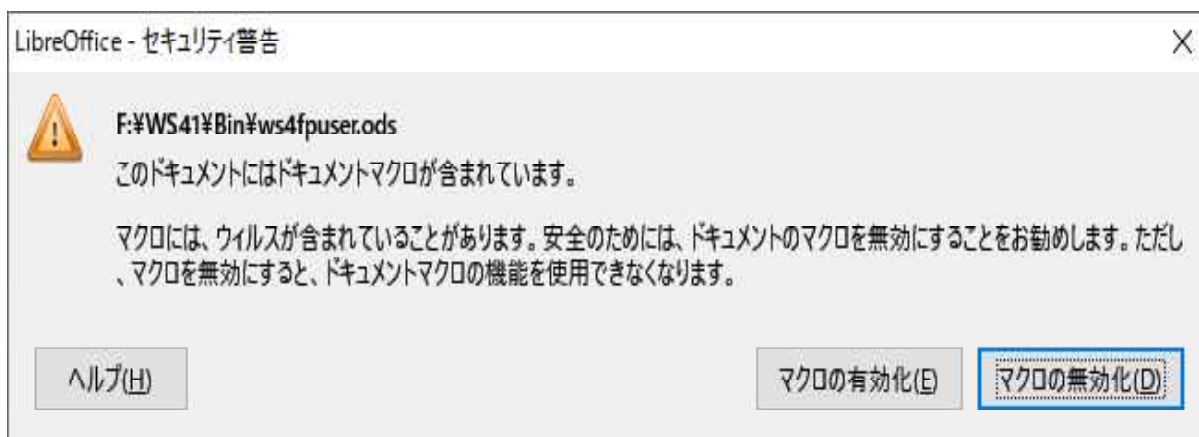 LibreOffice - セキュリティ警告
F:¥WS41¥Bin¥ws4fpuser.ods
このドキュメントにはドキュメントマクロが含まれています。
マクロには、ウィルスが含まれていることがあります。安全のためには、ドキュメントのマクロを無効にすることをお勧めします。ただし
、マクロを無効にすると、ドキュメントマクロの機能を使用できなくなります。
ヘルプ(H)
マクロの有効化(E)
マクロの無効化(D)